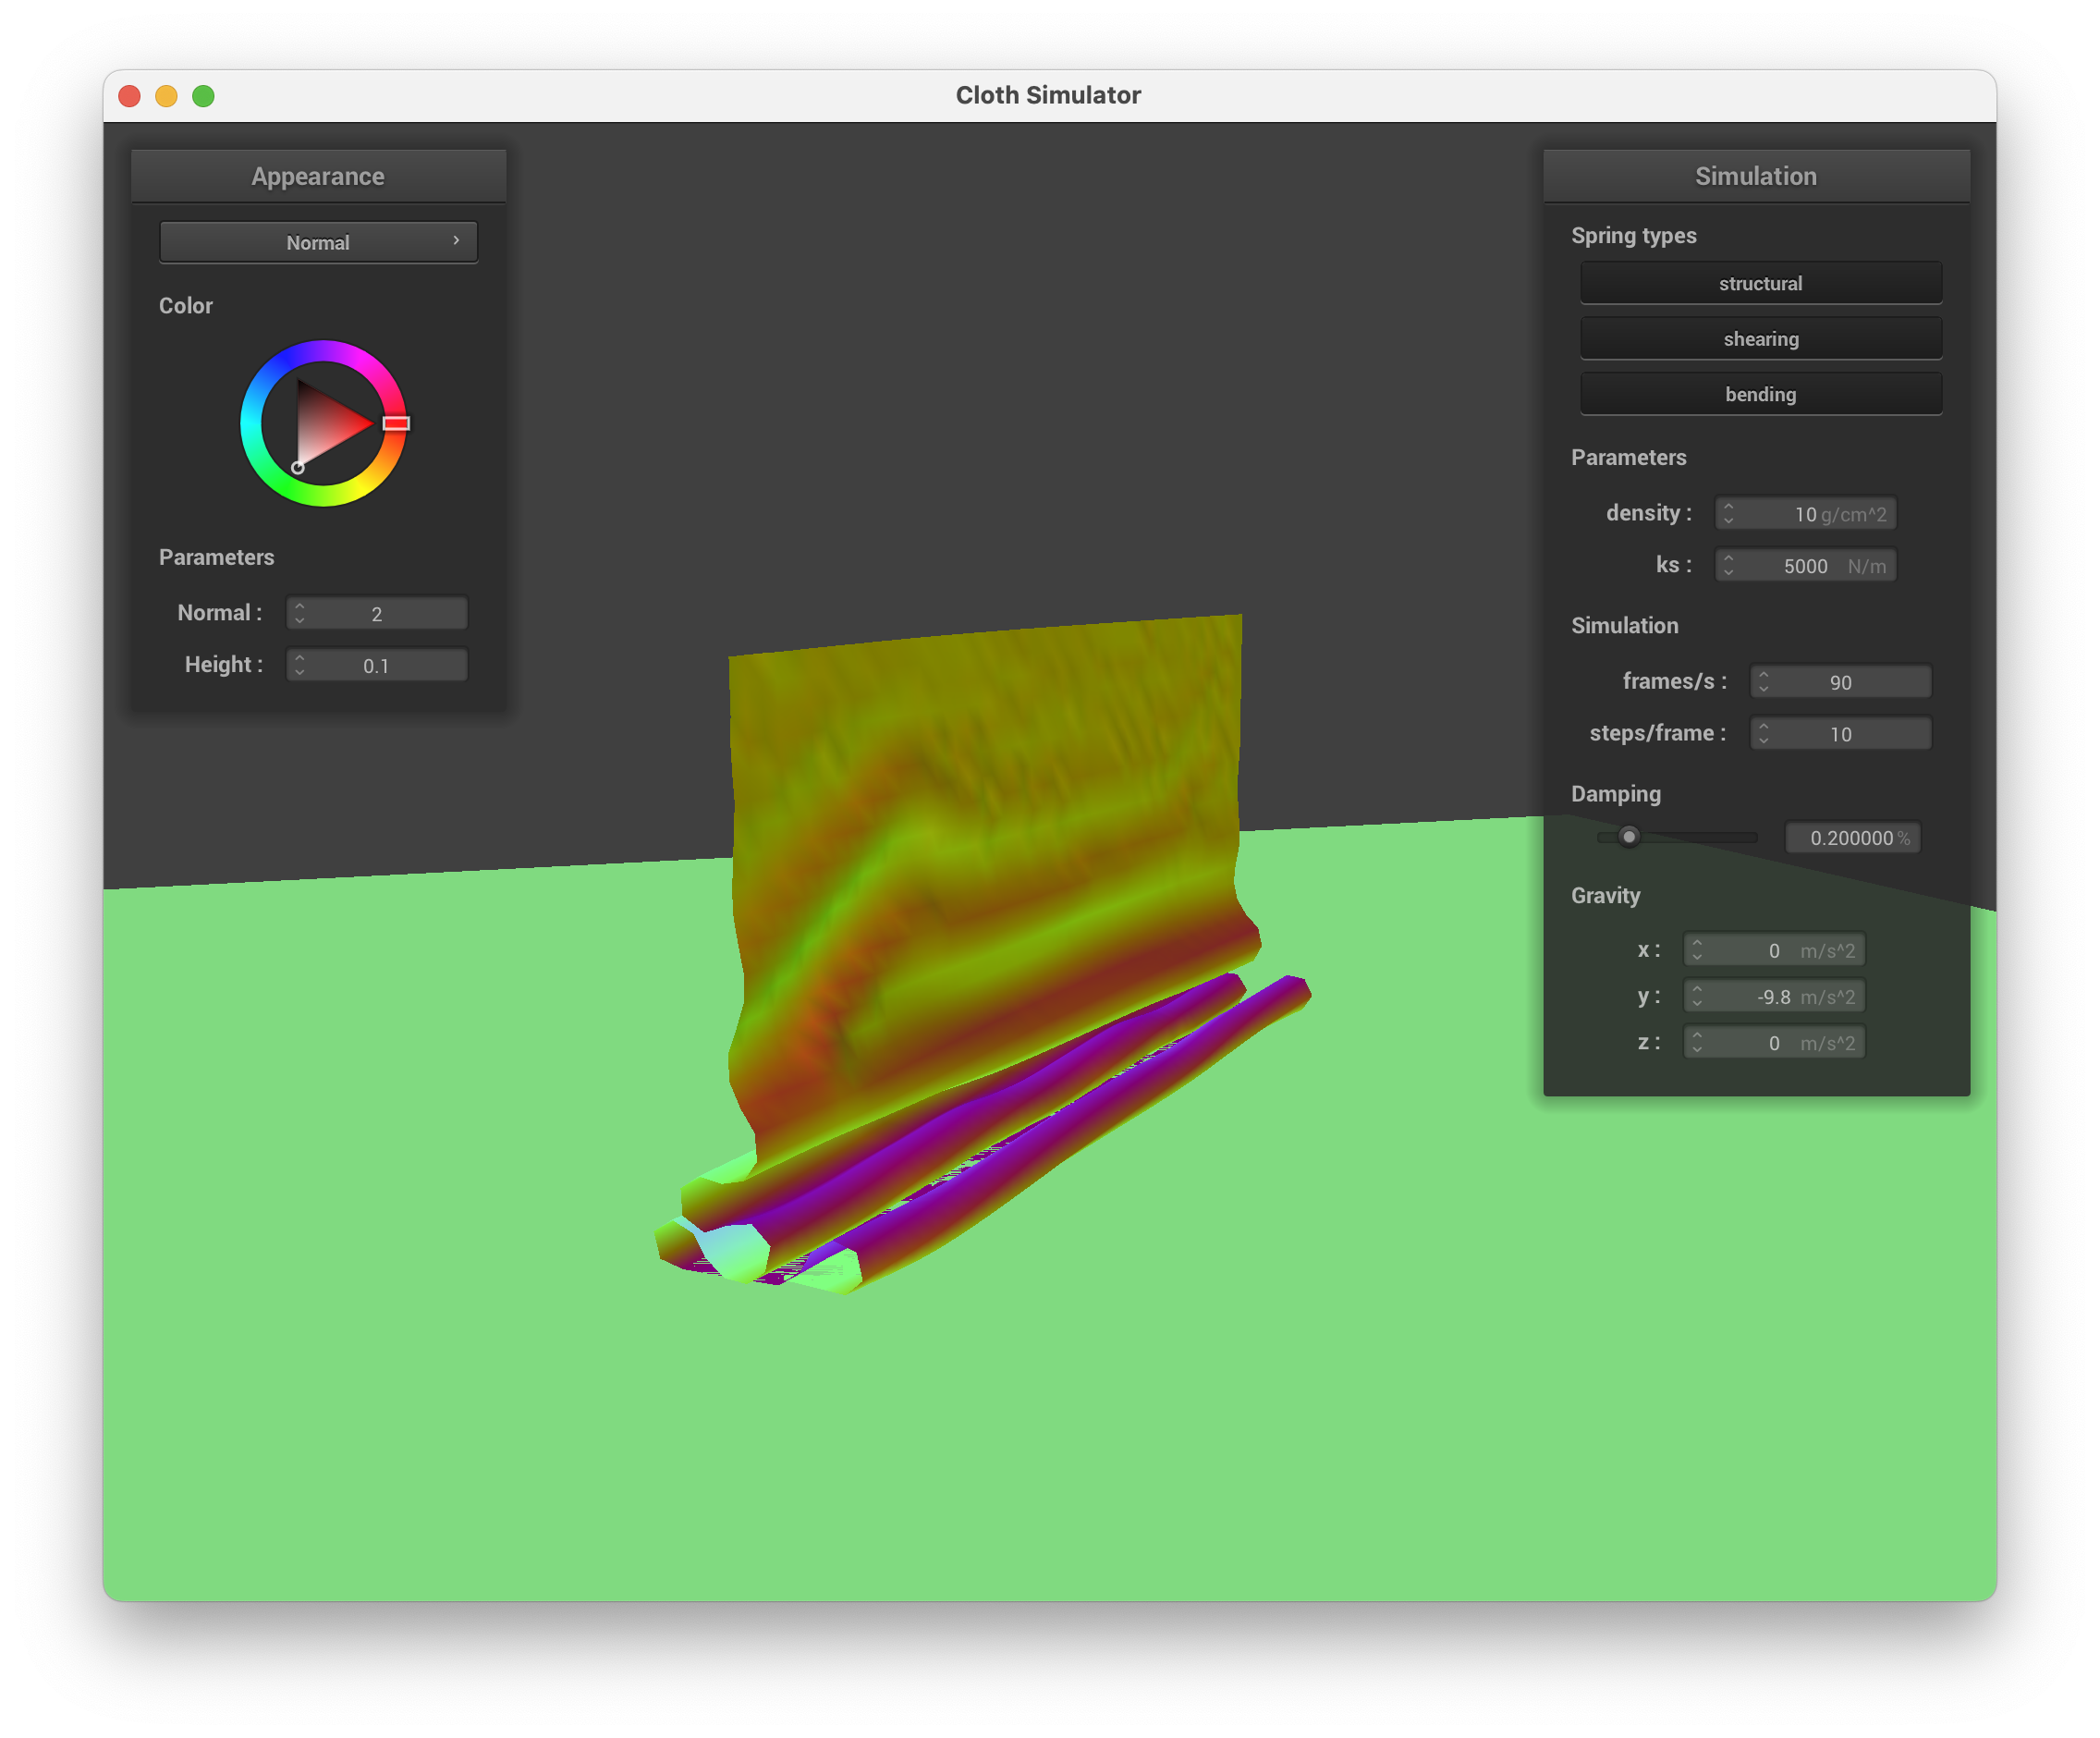 Cloth Simulator
Appearance
Normal
Color
Parameters
Normal : 2
Height : 0.1
Simulation
Spring types
structural
shearing
bending
Parameters
density : 10 g/cm^2
ks : 5000 N/m
Simulation
frames/s : 90
steps/frame : 10
Damping
0.200000 %
Gravity
x : 0 m/s^2
y : -9.8 m/s^2
z : 0 m/s^2